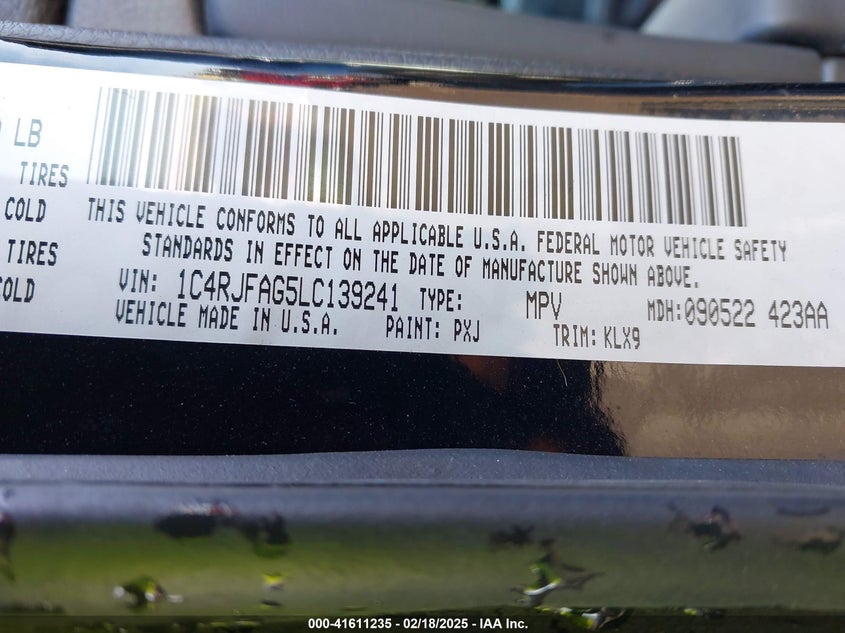 LB
TIRES
COLD
TIRES
COLD
THIS VEHICLE CONFORMS TO ALL APPLICABLE U.S.A. FEDERAL MOTOR VEHICLE SAFETY
STANDARDS IN EFFECT ON THE DATE OF MANUFACTURE SHOWN ABOVE.
VIN: 1C4RJFAG5LC139241 TYPE: MPV MDH:090522 423AA
VEHICLE MADE IN U.S.A. PAINT: PXJ TRIM: KLX9
000-41611235 - 02/18/2025 - IAA Inc.